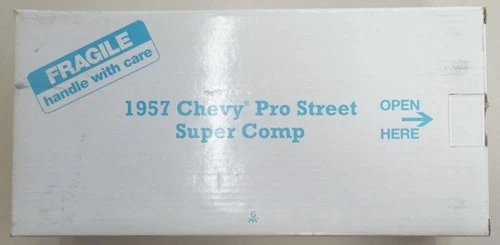 FRAGILE
handle with care
1957 Chevy® Pro Street
Super Comp
OPEN
HERE